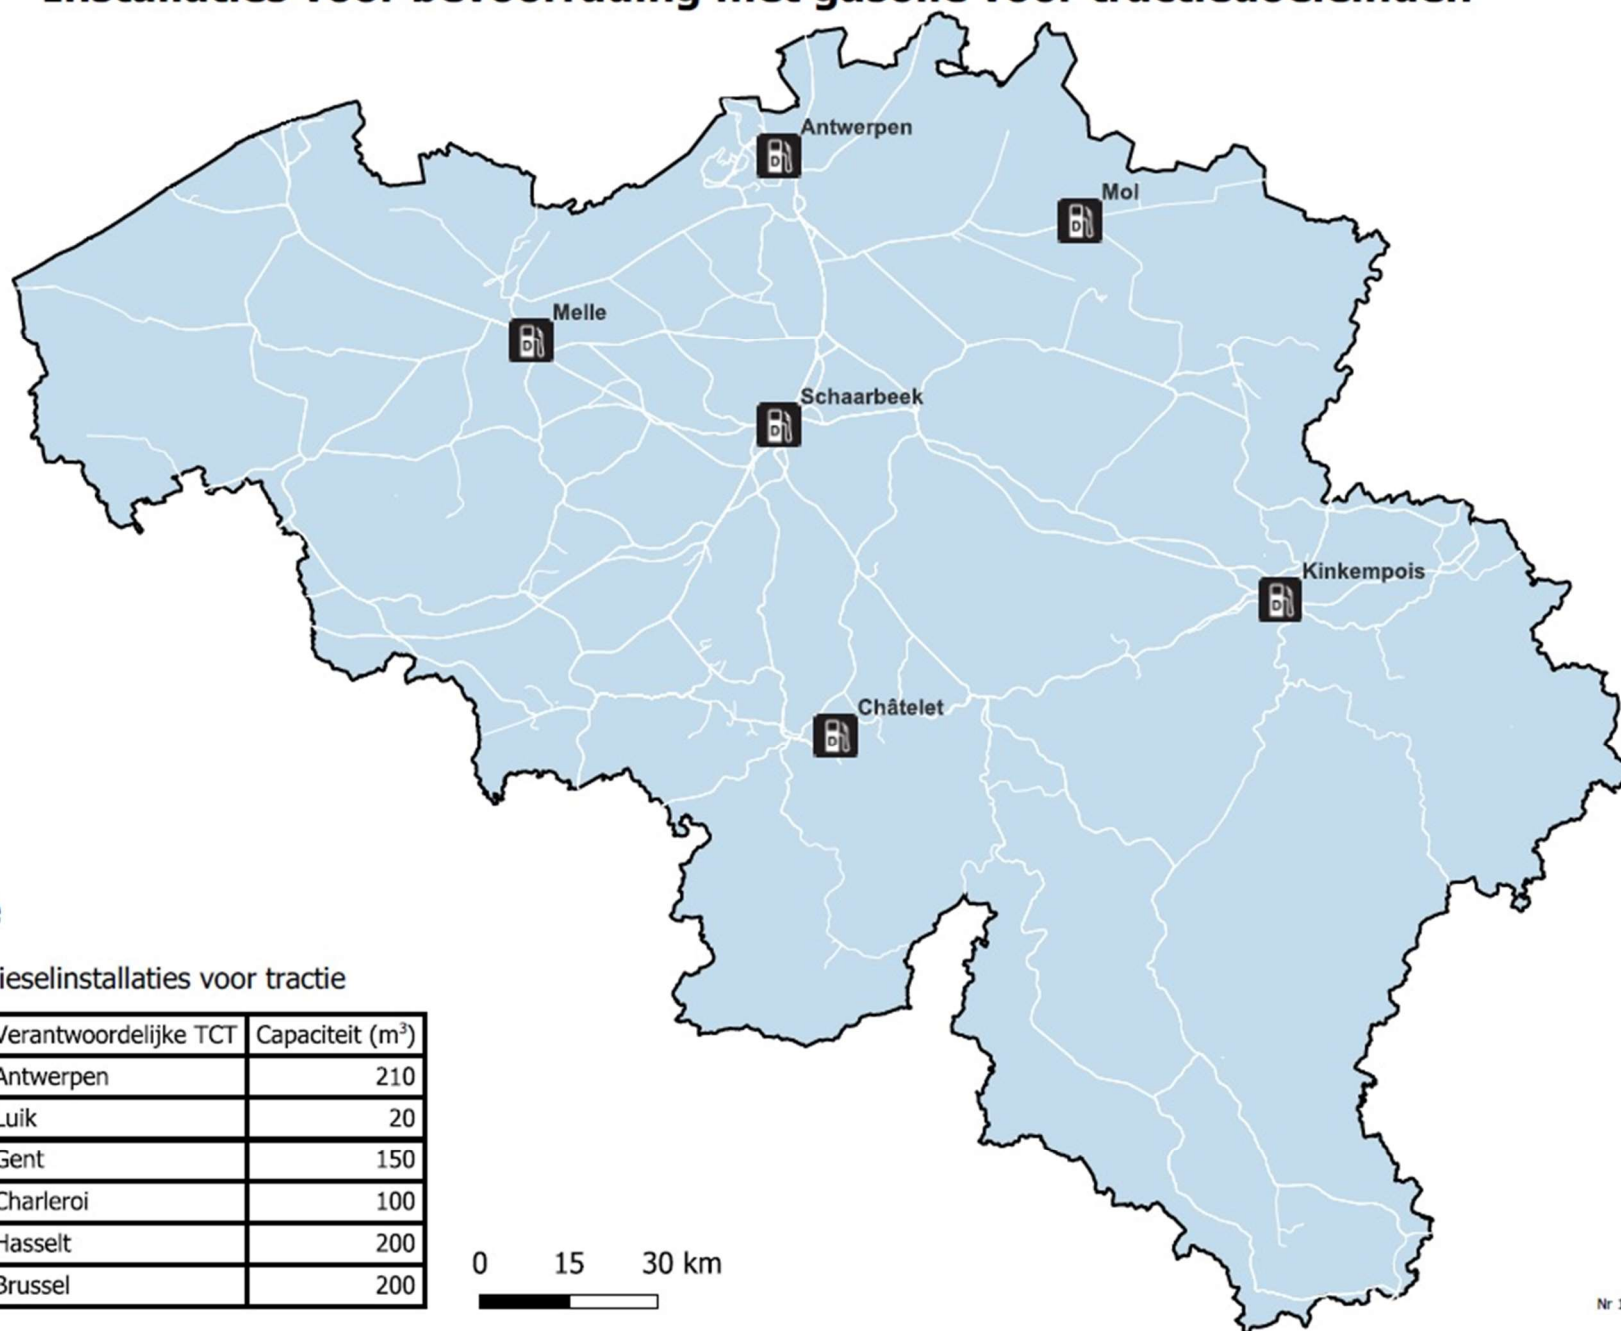 Antwerpen
Mol
Melle
Schaarbeek
Kinkempois
Châtelet
ieselinstallaties voor tractie
Verantwoordelijke TCT Capaciteit (m³)
Antwerpen 210
Luik 20
Gent 150
Charleroi 100
Hasselt 200
Brussel 200
0 15 30 km
Nr